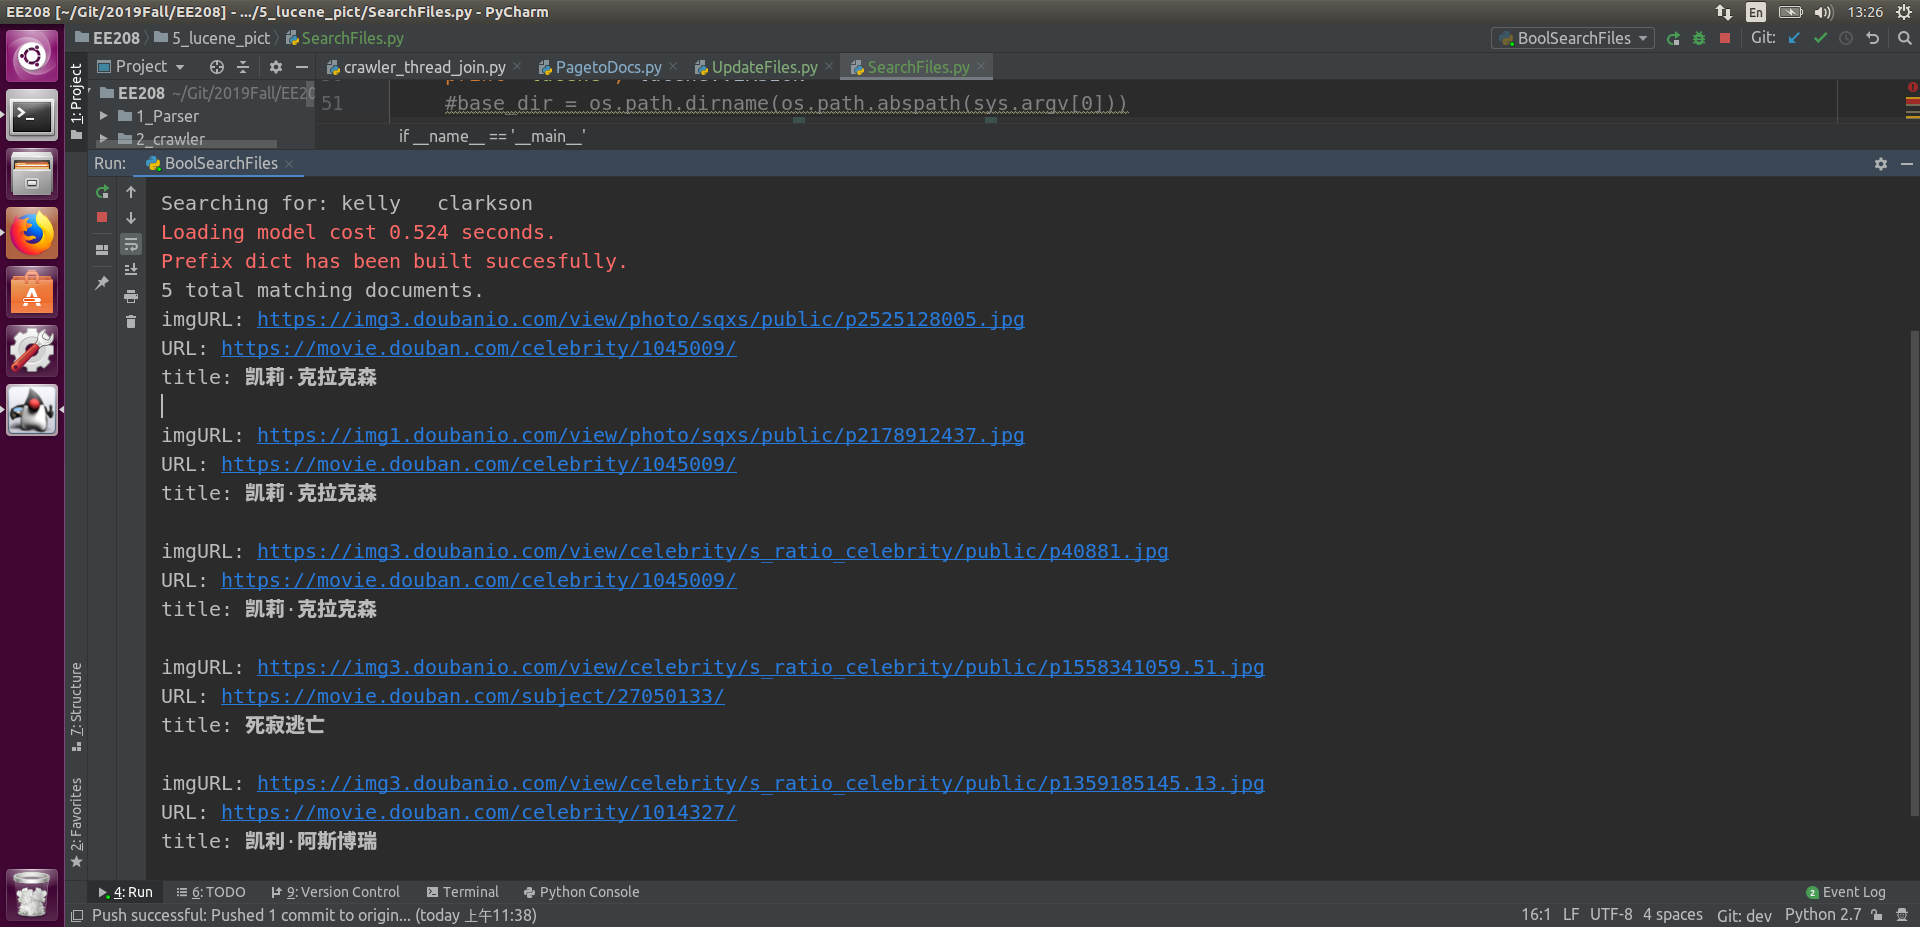 EE208 [~/Git/2019Fall/EE208] - .../5_lucene_pict/SearchFiles.py - PyCharm
En
13:26
EE208
5_lucene_pict
SearchFiles.py
BoolSearchFiles
Git:
1: Project
Project
crawler_thread_join.py
PagetoDocs.py
UpdateFiles.py
SearchFiles.py
EE208 ~/Git/2019Fall/EE20
1_Parser
2_crawler
51 #base_dir = os.path.dirname(os.path.abspath(sys.argv[0]))
if __name__ == '__main__'
Run: BoolSearchFiles
Searching for: kelly   clarkson
Loading model cost 0.524 seconds.
Prefix dict has been built succesfully.
5 total matching documents.
imgURL: https://img3.doubanio.com/view/photo/sqxs/public/p2525128005.jpg
URL: https://movie.douban.com/celebrity/1045009/
title: 凯莉·克拉克森
imgURL: https://img1.doubanio.com/view/photo/sqxs/public/p2178912437.jpg
URL: https://movie.douban.com/celebrity/1045009/
title: 凯莉·克拉克森
imgURL: https://img3.doubanio.com/view/celebrity/s_ratio_celebrity/public/p40881.jpg
URL: https://movie.douban.com/celebrity/1045009/
title: 凯莉·克拉克森
imgURL: https://img3.doubanio.com/view/celebrity/s_ratio_celebrity/public/p1558341059.51.jpg
URL: https://movie.douban.com/subject/27050133/
title: 死寂逃亡
imgURL: https://img3.doubanio.com/view/celebrity/s_ratio_celebrity/public/p1359185145.13.jpg
URL: https://movie.douban.com/celebrity/1014327/
title: 凯利·阿斯博瑞
7: Structure
2: Favorites
4: Run
6: TODO
9: Version Control
Terminal
Python Console
2 Event Log
Push successful: Pushed 1 commit to origin... (today 上午11:38)
16:1 LF UTF-8 4 spaces Git: dev Python 2.7